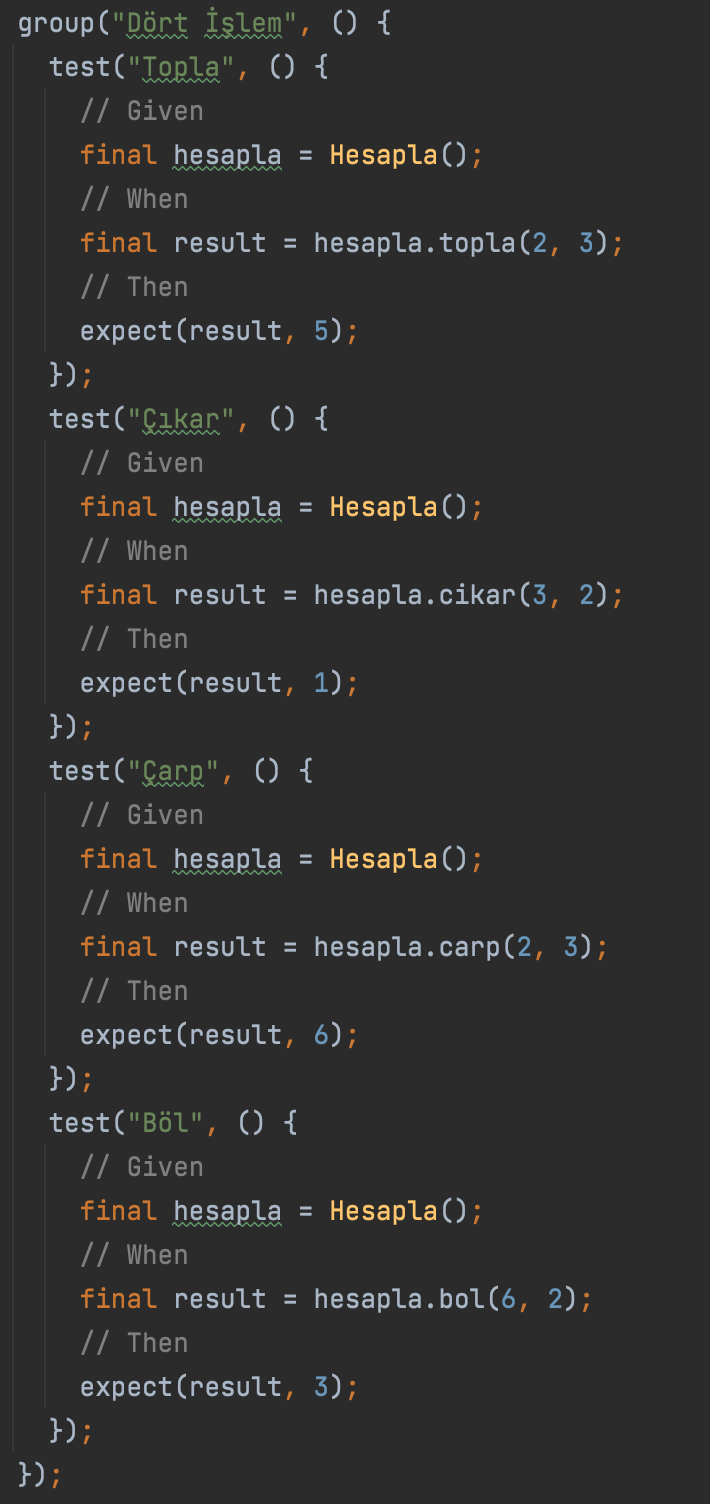 group("Dört İşlem", () {
  test("Topla", () {
    // Given
    final hesapla = Hesapla();
    // When
    final result = hesapla.topla(2, 3);
    // Then
    expect(result, 5);
  });
  test("Çıkar", () {
    // Given
    final hesapla = Hesapla();
    // When
    final result = hesapla.cikar(3, 2);
    // Then
    expect(result, 1);
  });
  test("Çarp", () {
    // Given
    final hesapla = Hesapla();
    // When
    final result = hesapla.carp(2, 3);
    // Then
    expect(result, 6);
  });
  test("Böl", () {
    // Given
    final hesapla = Hesapla();
    // When
    final result = hesapla.bol(6, 2);
    // Then
    expect(result, 3);
  });
});